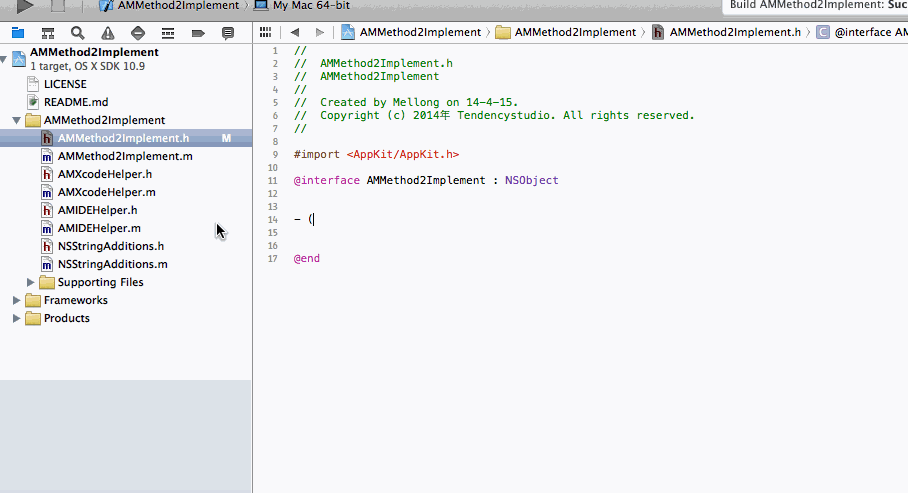 AMMethod2Implement My Mac 64-bit
Build AMMethod2Implement: Suc
AMMethod2Implement AMMethod2Implement AMMethod2Implement.h C @interface AM
AMMethod2Implement
1 target, OS X SDK 10.9
LICENSE
README.md
AMMethod2Implement
h AMMethod2Implement.h M
m AMMethod2Implement.m
h AMXcodeHelper.h
m AMXcodeHelper.m
h AMIDEHelper.h
m AMIDEHelper.m
h NSStringAdditions.h
m NSStringAdditions.m
Supporting Files
Frameworks
Products
1 //
2 //  AMMethod2Implement.h
3 //  AMMethod2Implement
4 //
5 //  Created by Mellong on 14-4-15.
6 //  Copyright (c) 2014年 Tendencystudio. All rights reserved.
7 //
8
9 #import <AppKit/AppKit.h>
10
11 @interface AMMethod2Implement : NSObject
12
13
14 - (
15
16
17 @end